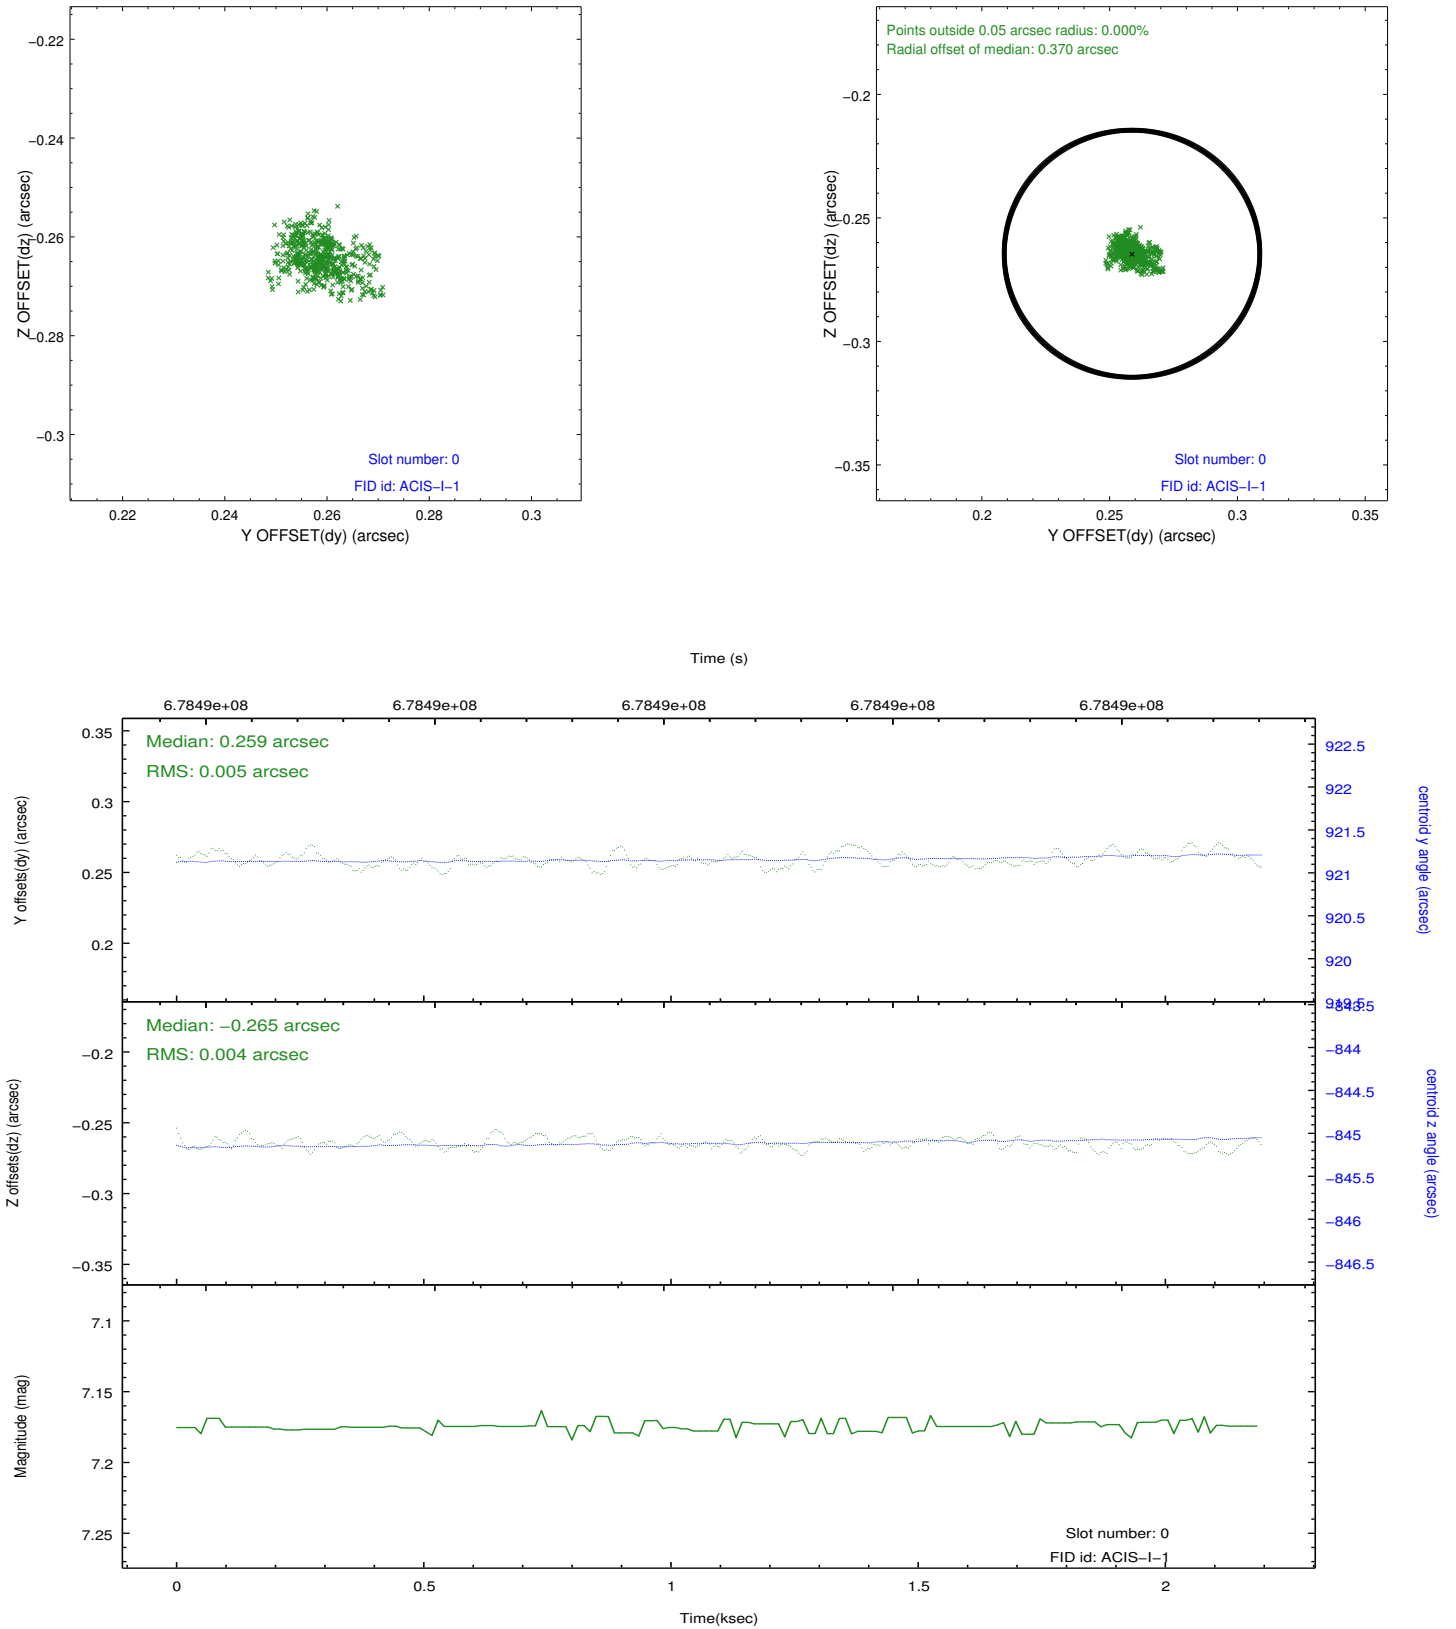 −0.22
−0.24
−0.26
−0.28
−0.3
Z OFFSET(dz) (arcsec)
Slot number: 0
FID id: ACIS−I−1
0.22 0.24 0.26 0.28 0.3
Y OFFSET(dy) (arcsec)
Points outside 0.05 arcsec radius: 0.000%
Radial offset of median: 0.370 arcsec
−0.2
−0.25
−0.3
−0.35
Z OFFSET(dz) (arcsec)
Slot number: 0
FID id: ACIS−I−1
0.2 0.25 0.3 0.35
Y OFFSET(dy) (arcsec)
Time (s)
6.7849e+08 6.7849e+08 6.7849e+08 6.7849e+08 6.7849e+08
Median: 0.259 arcsec
RMS: 0.005 arcsec
0.35
0.3
0.25
0.2
Y offsets(dy) (arcsec)
922.5
922
921.5
921
920.5
920
919.5
centroid y angle (arcsec)
Median: −0.265 arcsec
RMS: 0.004 arcsec
−0.2
−0.25
−0.3
−0.35
Z offsets(dz) (arcsec)
−843.5
−844
−844.5
−845
−845.5
−846
−846.5
centroid z angle (arcsec)
7.1
7.15
7.2
7.25
Magnitude (mag)
Slot number: 0
FID id: ACIS−I−1
0 0.5 1 1.5 2
Time(ksec)